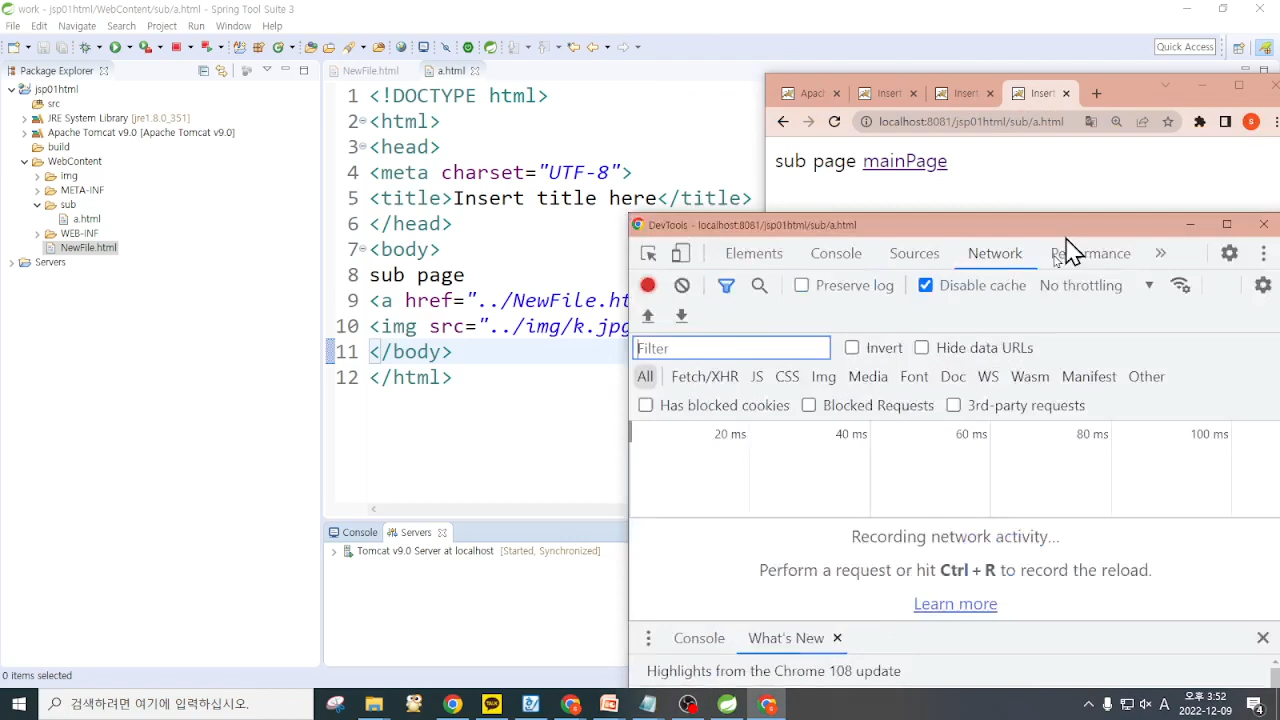 work - jsp01html/WebContent/sub/a.html - Spring Tool Suite 3
File Edit Navigate Search Project Run Window Help
Quick Access
Package Explorer
jsp01html
src
JRE System Library [jre1.8.0_351]
Apache Tomcat v9.0 [Apache Tomcat v9.0]
build
WebContent
img
META-INF
sub
a.html
WEB-INF
NewFile.html
Servers
NewFile.html a.html
1 <!DOCTYPE html>
2 <html>
3 <head>
4 <meta charset="UTF-8">
5 <title>Insert title here</title>
6 </head>
7 <body>
8 sub page
9 <a href="../NewFile.ht
10 <img src="../img/k.jpg
11 </body>
12 </html>
Console Servers
Tomcat v9.0 Server at localhost [Started, Synchronized]
Apac Insert Insert Insert
localhost:8081/jsp01html/sub/a.html
sub page mainPage
DevTools - localhost:8081/jsp01html/sub/a.html
Elements Console Sources Network Performance
Preserve log Disable cache No throttling
Filter Invert Hide data URLs
All Fetch/XHR JS CSS Img Media Font Doc WS Wasm Manifest Other
Has blocked cookies Blocked Requests 3rd-party requests
20 ms 40 ms 60 ms 80 ms 100 ms
Recording network activity...
Perform a request or hit Ctrl + R to record the reload.
Learn more
Console What's New
Highlights from the Chrome 108 update
0 items selected
검색하려면 여기에 입력하십시오.
TALK
A
오후 3:52
2022-12-09
4